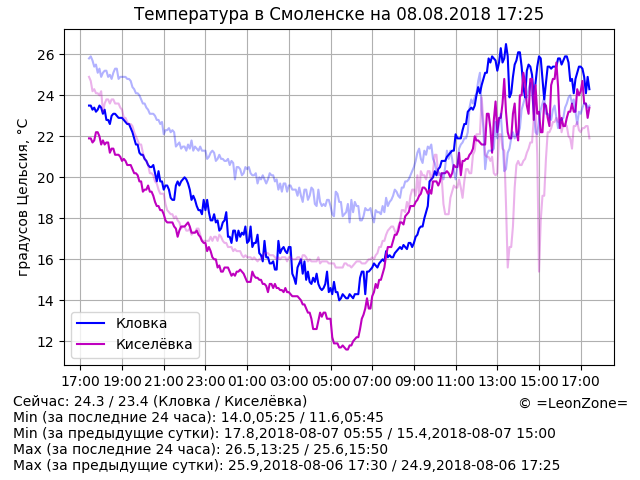 Температура в Смоленске на 08.08.2018 17:25
градусов Цельсия, °C
26
24
22
20
18
16
14
12
Кловка
Киселёвка
17:00 19:00 21:00 23:00 01:00 03:00 05:00 07:00 09:00 11:00 13:00 15:00 17:00
Сейчас: 24.3 / 23.4 (Кловка / Киселёвка)
© =LeonZone=
Min (за последние 24 часа): 14.0,05:25 / 11.6,05:45
Min (за предыдущие сутки): 17.8,2018-08-07 05:55 / 15.4,2018-08-07 15:00
Max (за последние 24 часа): 26.5,13:25 / 25.6,15:50
Max (за предыдущие сутки): 25.9,2018-08-06 17:30 / 24.9,2018-08-06 17:25